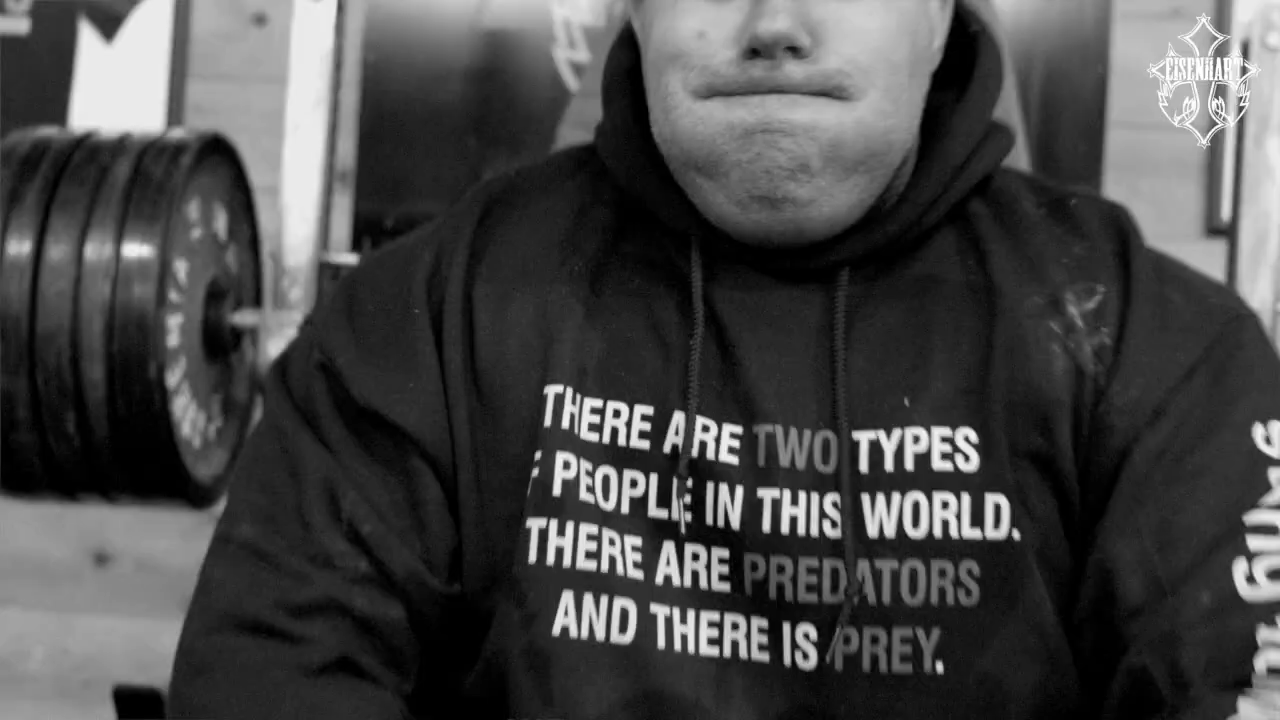 EISENHART
THERE ARE TWO TYPES
F PEOPLE IN THIS WORLD.
THERE ARE PREDATORS
AND THERE IS PREY.